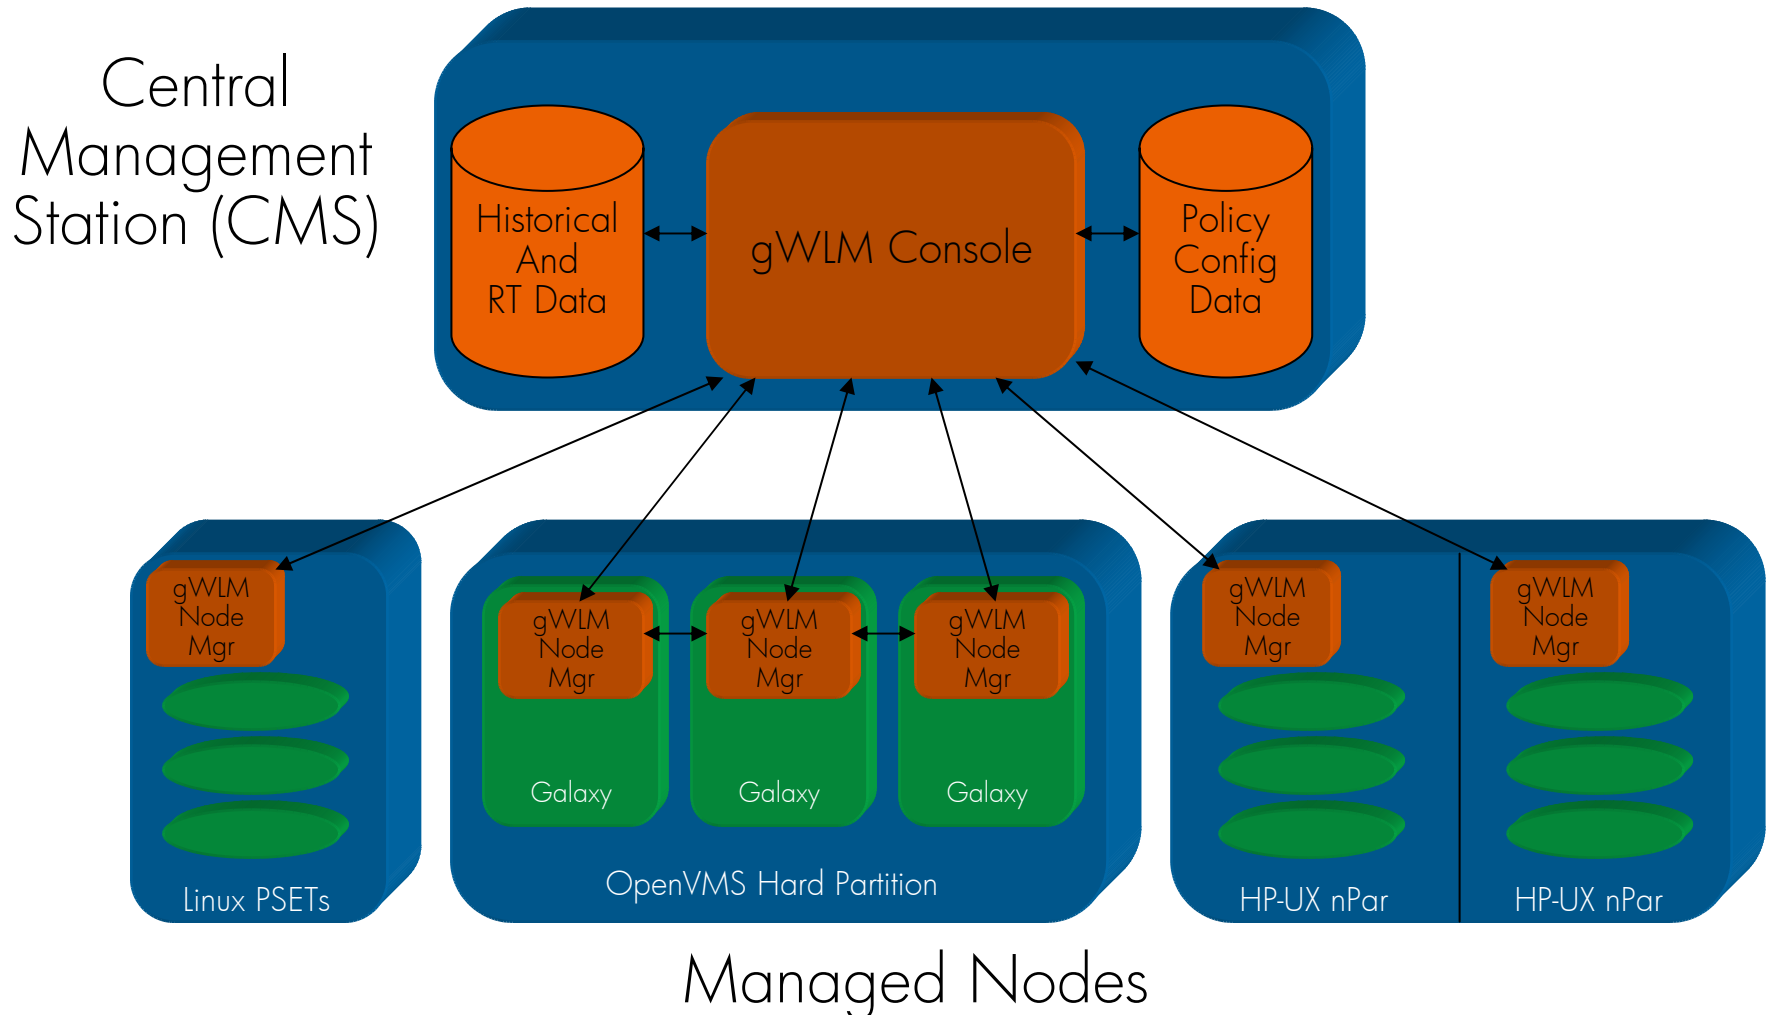 Central
Management
Station (CMS)
Historical
And
RT Data
gWLM Console
Policy
Config
Data
gWLM
Node
Mgr
Linux PSETs
gWLM
Node
Mgr
Galaxy
gWLM
Node
Mgr
Galaxy
gWLM
Node
Mgr
Galaxy
OpenVMS Hard Partition
gWLM
Node
Mgr
HP-UX nPar
gWLM
Node
Mgr
HP-UX nPar
Managed Nodes